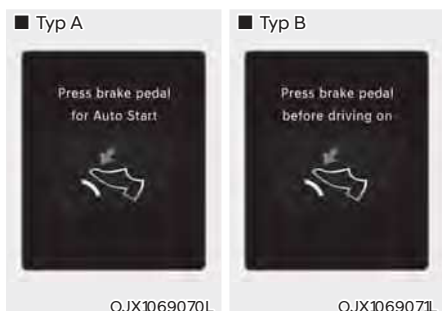 ■ Typ A
Press brake pedal
for Auto Start
OJX1069070L
■ Typ B
Press brake pedal
before driving on
OJX1069071L